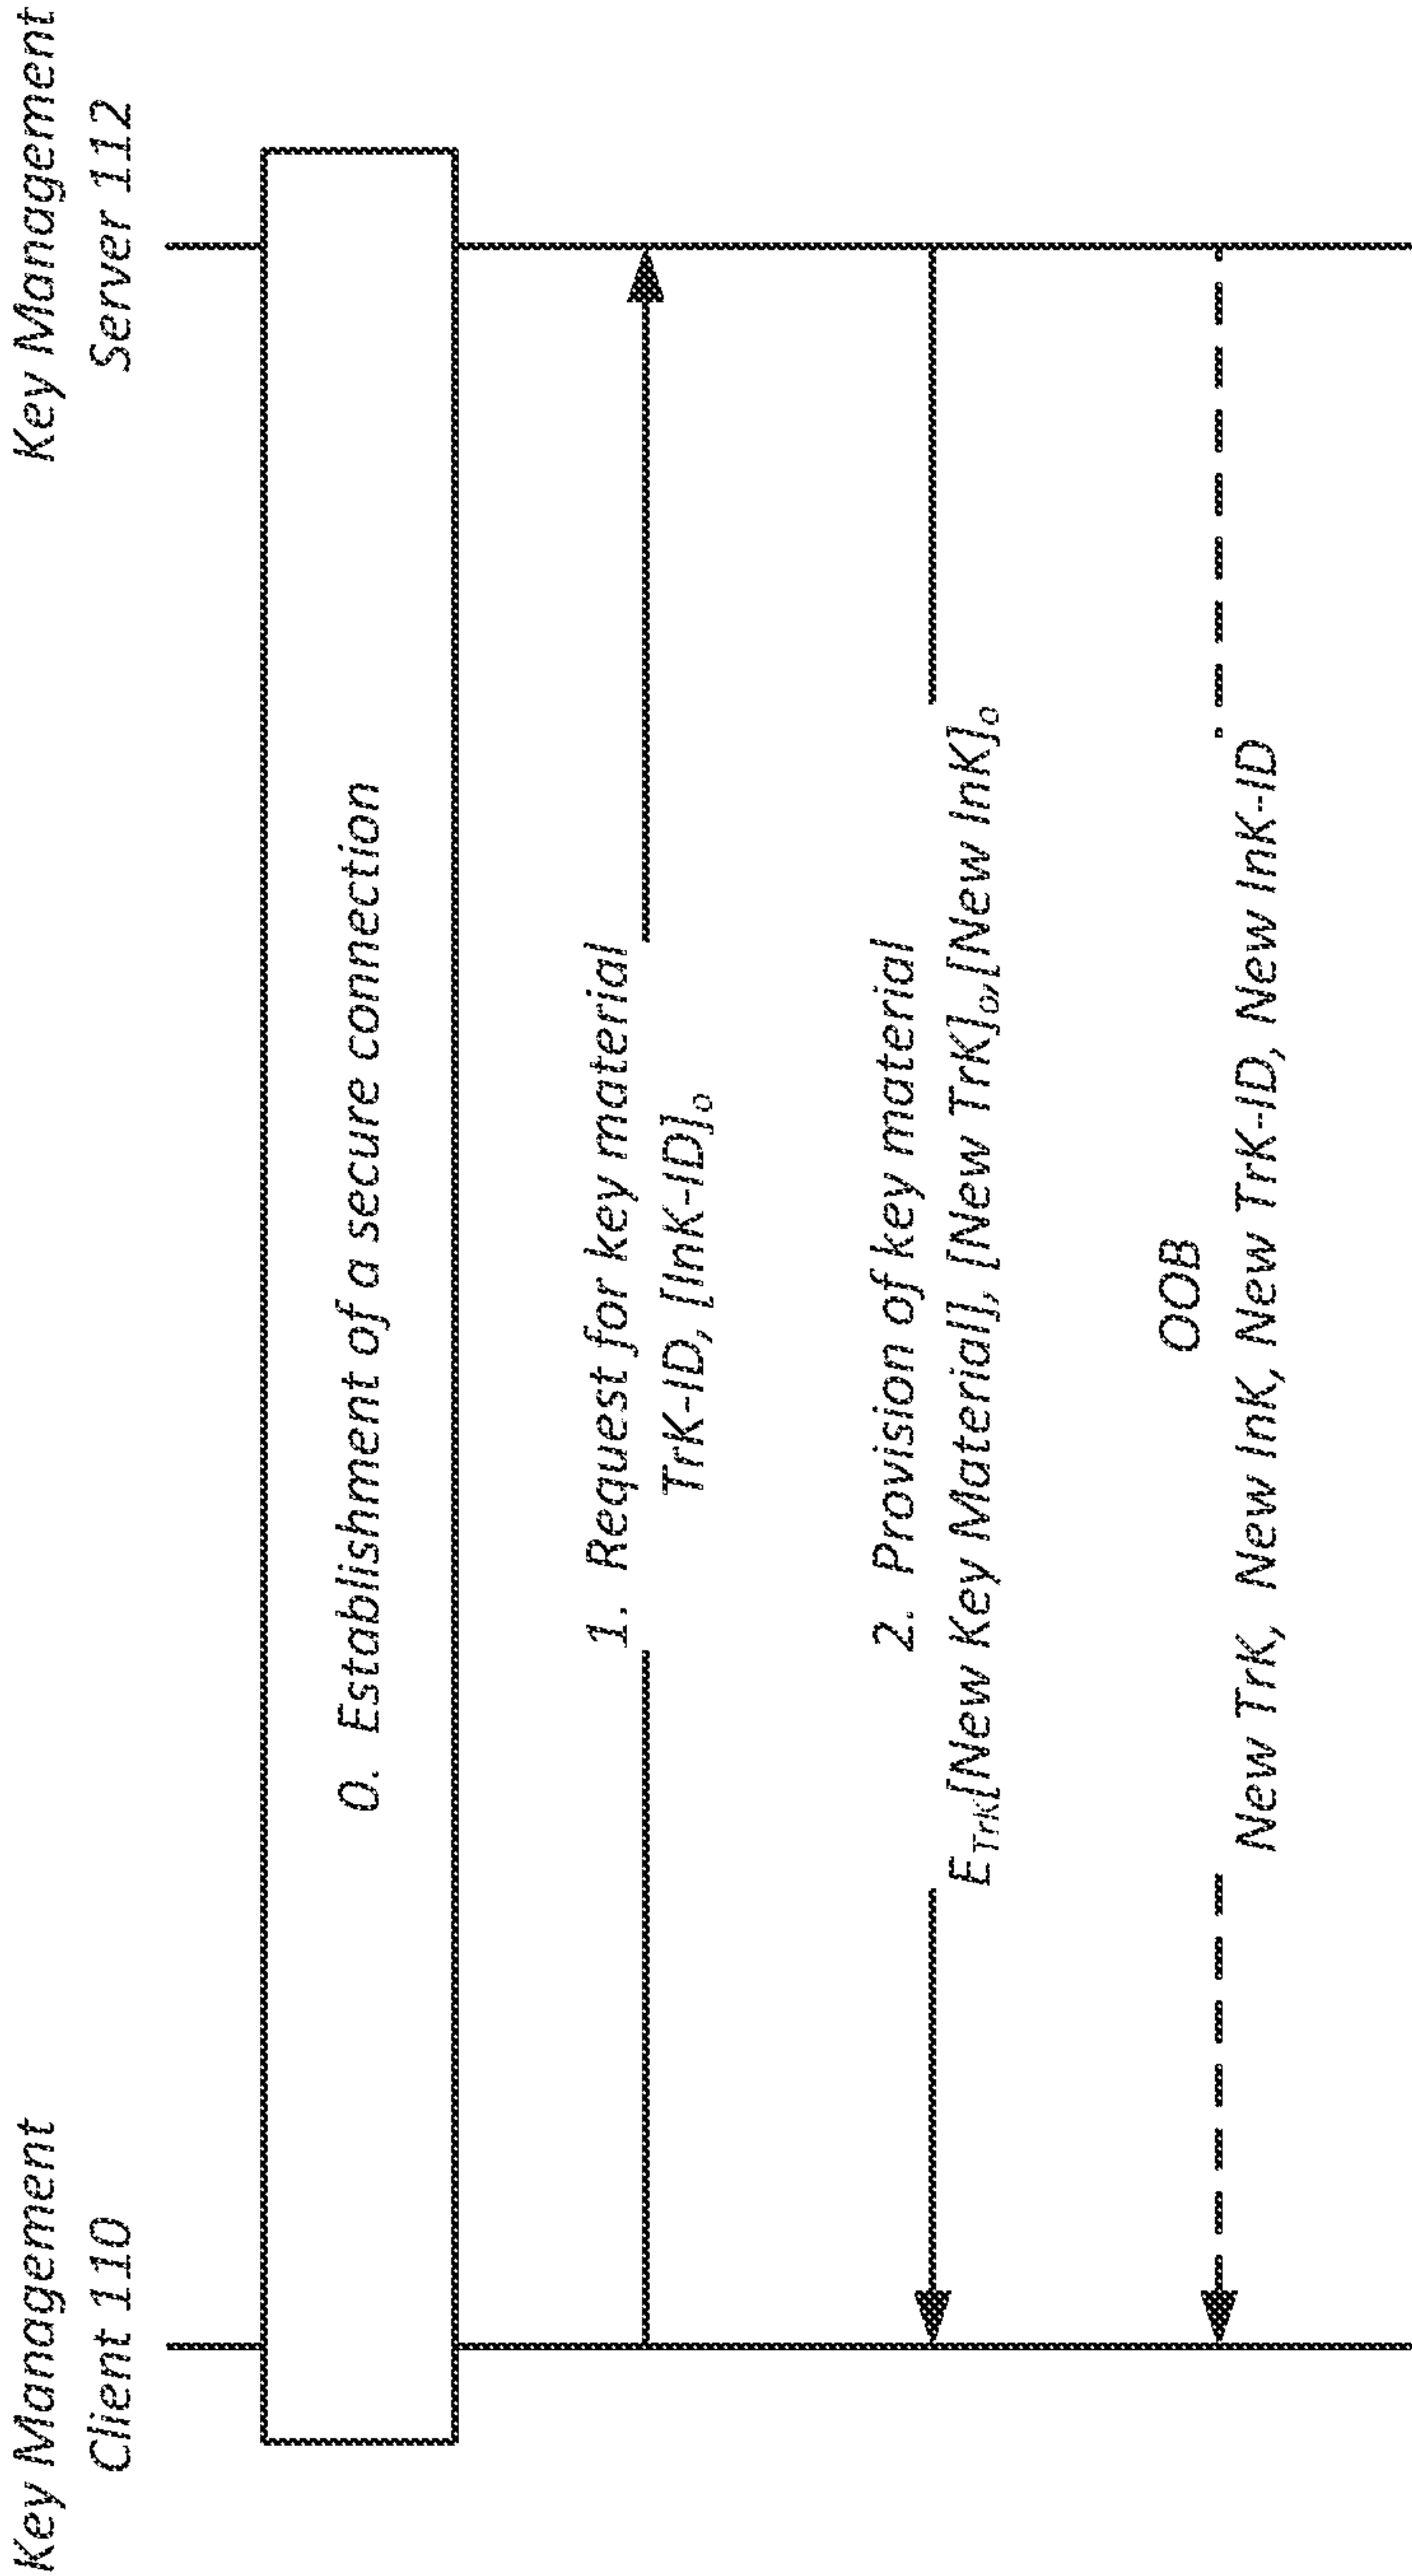 Key Management
Client 110
Key Management
Server 112
0. Establishment of a secure connection
1. Request for key material
TrK-ID, [InK-ID]o
2. Provision of key material
ETrK[New Key Material], [New TrK]o,[New InK]o
OOB
New TrK, New InK, New TrK-ID, New InK-ID